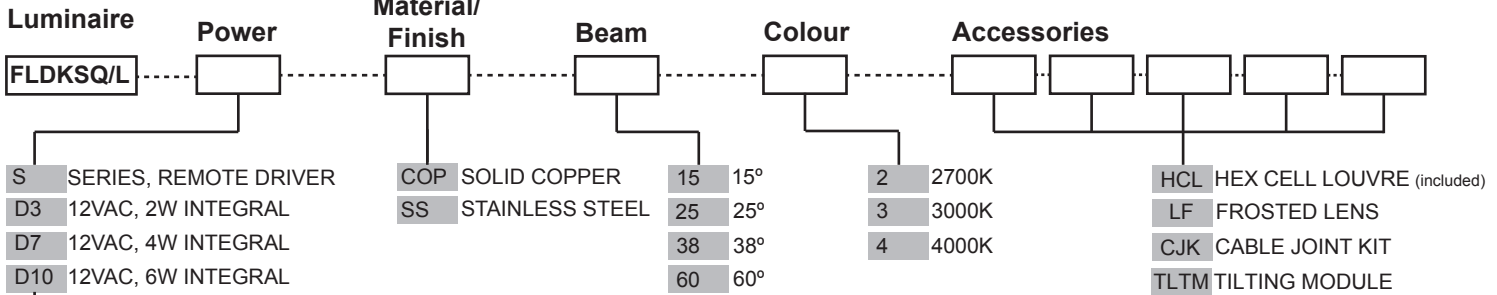 Luminaire
Power
Material/
Finish
Beam
Colour
Accessories
FLDKSQ/L
S SERIES, REMOTE DRIVER
D3 12VAC, 2W INTEGRAL
D7 12VAC, 4W INTEGRAL
D10 12VAC, 6W INTEGRAL
COP SOLID COPPER
SS STAINLESS STEEL
15 15º
25 25º
38 38º
60 60º
2 2700K
3 3000K
4 4000K
HCL HEX CELL LOUVRE (included)
LF FROSTED LENS
CJK CABLE JOINT KIT
TLTM TILTING MODULE